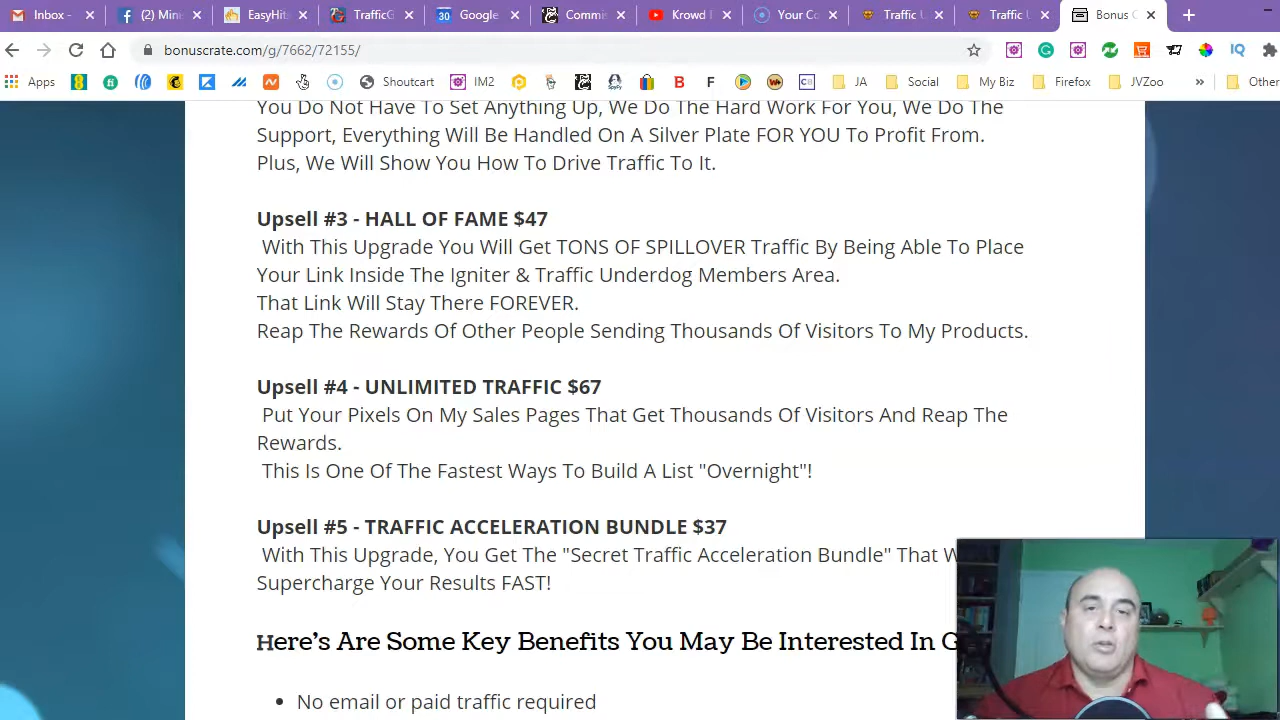 Inbox -
(2) Minn
EasyHits
TrafficG
Google
Commis
Krowd
Your Co
Traffic U
Traffic U
Bonus C
bonuscrate.com/g/7662/72155/
Apps
Shoutcart
IM2
JA
Social
My Biz
Firefox
JVZoo
»
Other
You Do Not Have To Set Anything Up, We Do The Hard Work For You, We Do The
Support, Everything Will Be Handled On A Silver Plate FOR YOU To Profit From.
Plus, We Will Show You How To Drive Traffic To It.
Upsell #3 - HALL OF FAME $47
With This Upgrade You Will Get TONS OF SPILLOVER Traffic By Being Able To Place
Your Link Inside The Igniter & Traffic Underdog Members Area.
That Link Will Stay There FOREVER.
Reap The Rewards Of Other People Sending Thousands Of Visitors To My Products.
Upsell #4 - UNLIMITED TRAFFIC $67
Put Your Pixels On My Sales Pages That Get Thousands Of Visitors And Reap The
Rewards.
This Is One Of The Fastest Ways To Build A List "Overnight"!
Upsell #5 - TRAFFIC ACCELERATION BUNDLE $37
With This Upgrade, You Get The "Secret Traffic Acceleration Bundle" That W
Supercharge Your Results FAST!
Here's Are Some Key Benefits You May Be Interested In G
• No email or paid traffic required